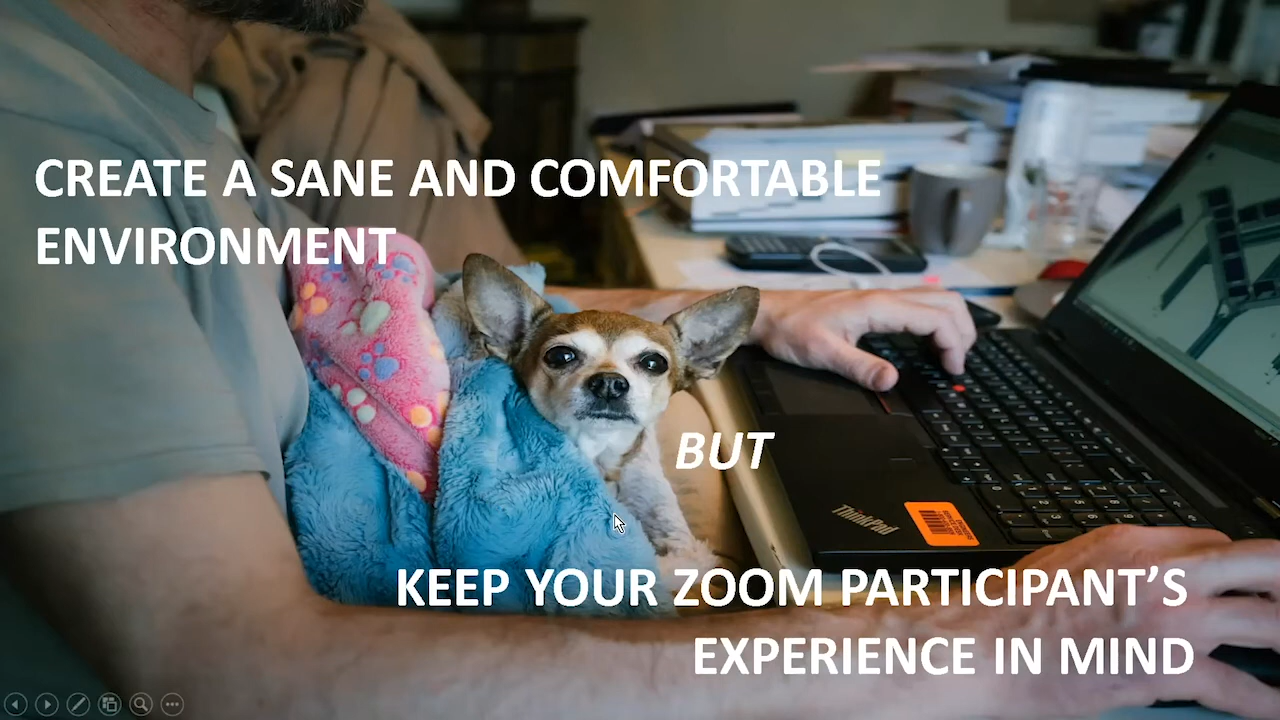 CREATE A SANE AND COMFORTABLE
ENVIRONMENT
BUT
ThinkPad
KEEP YOUR ZOOM PARTICIPANT’S
EXPERIENCE IN MIND